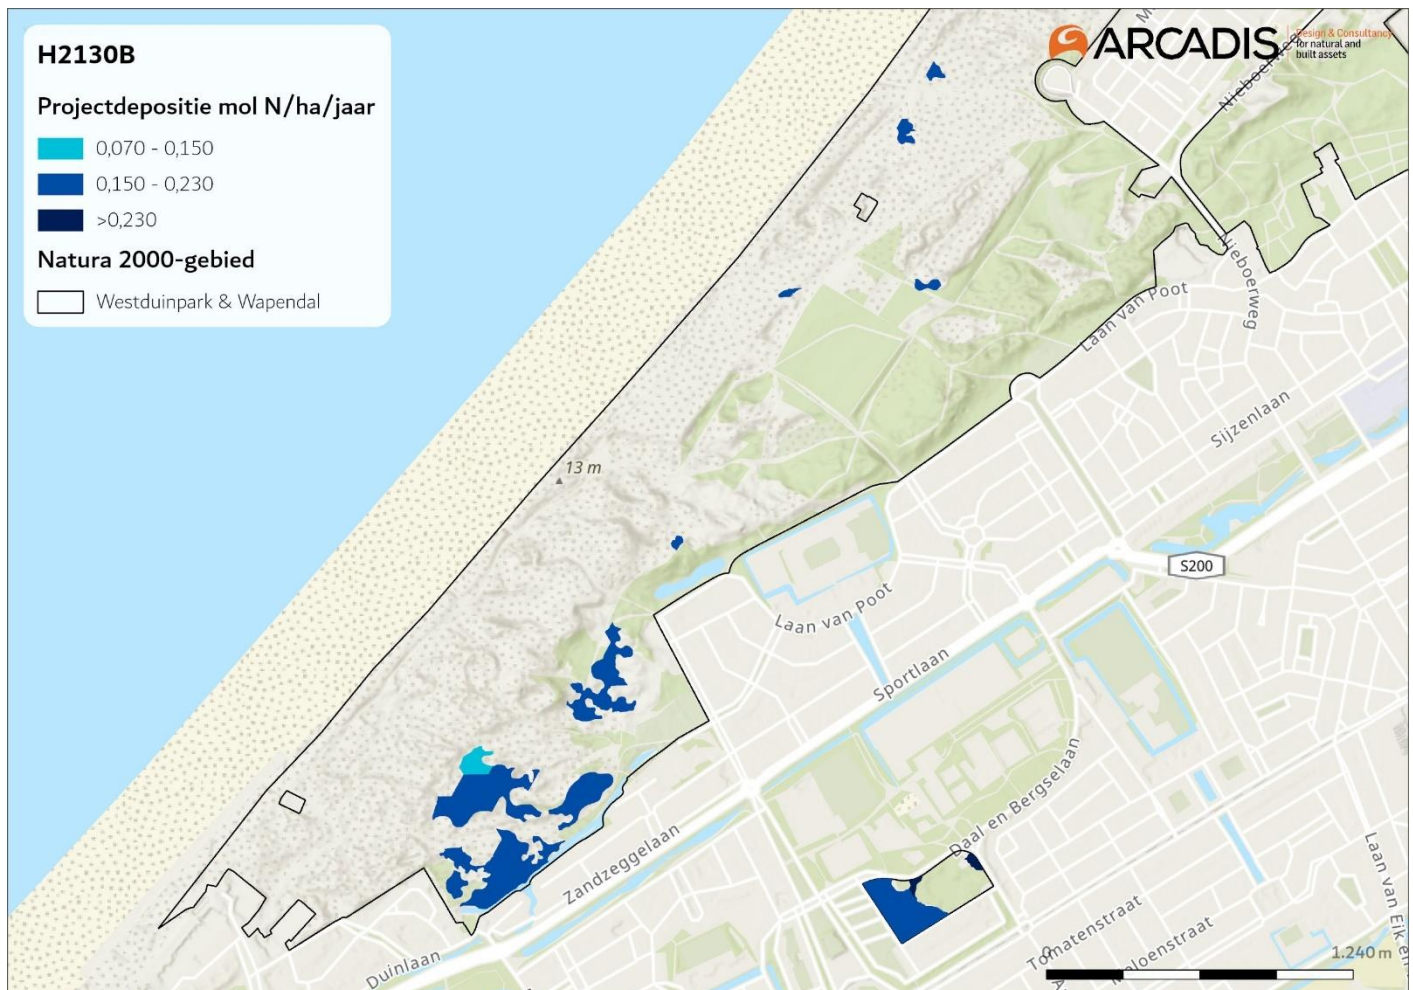 H2130B
Projectdepositie mol N/ha/jaar
0,070 - 0,150
0,150 - 0,230
>0,230
Natura 2000-gebied
Westduinpark & Wapendal
ARCADIS
Design & Consultancy
for natural and
built assets
Nieboerweg
Nieboerweg
Laan van Poot
Sijzenlaan
13 m
S200
Laan van Poot
Sportlaan
Daal en Bergselaan
Zandzeggelaan
Laan van Eik en
Tomatenstraat
Duinlaan
0
1.240 m